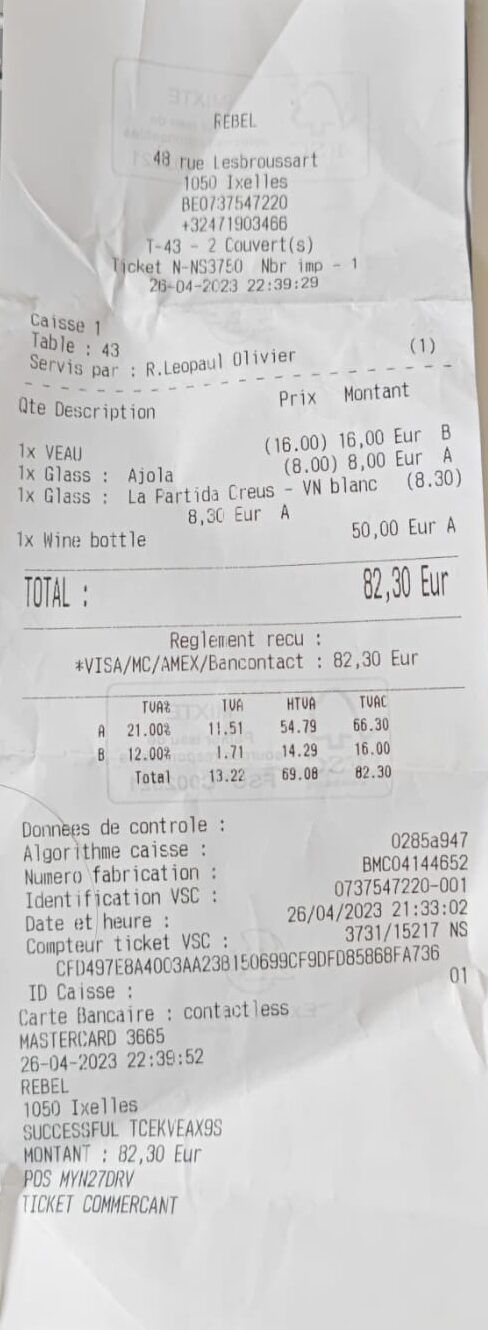 REBEL
48 rue Lesbroussart
1050 Ixelles
BE0737547220
+32471903466
T-43 - 2 Couvert(s)
Ticket N-NS3750 Nbr imp - 1
26-04-2023 22:39:29
Caisse 1
Table : 43 (1)
Servis par : R.Leopaul Olivier
Qte Description Prix Montant
1x VEAU (16.00) 16,00 Eur B
1x Glass : Ajola (8.00) 8,00 Eur A
1x Glass : La Partida Creus - VN blanc (8.30)
8,30 Eur A
1x Wine bottle 50,00 Eur A
TOTAL : 82,30 Eur
Reglement recu :
*VISA/MC/AMEX/Bancontact : 82,30 Eur
TVA% TVA HTVA TVAC
A 21.00% 11.51 54.79 66.30
B 12.00% 1.71 14.29 16.00
Total 13.22 69.08 82.30
Donnees de controle :
Algorithme caisse : 0285a947
Numero fabrication : BMC04144652
Identification VSC : 0737547220-001
Date et heure : 26/04/2023 21:33:02
Compteur ticket VSC : 3731/15217 NS
CFD497E8A4003AA238150699CF9DFD85868FA736
ID Caisse : 01
Carte Bancaire : contactless
MASTERCARD 3665
26-04-2023 22:39:52
REBEL
1050 Ixelles
SUCCESSFUL TCEKVEAX9S
MONTANT : 82,30 Eur
POS MYN27DRV
TICKET COMMERCANT